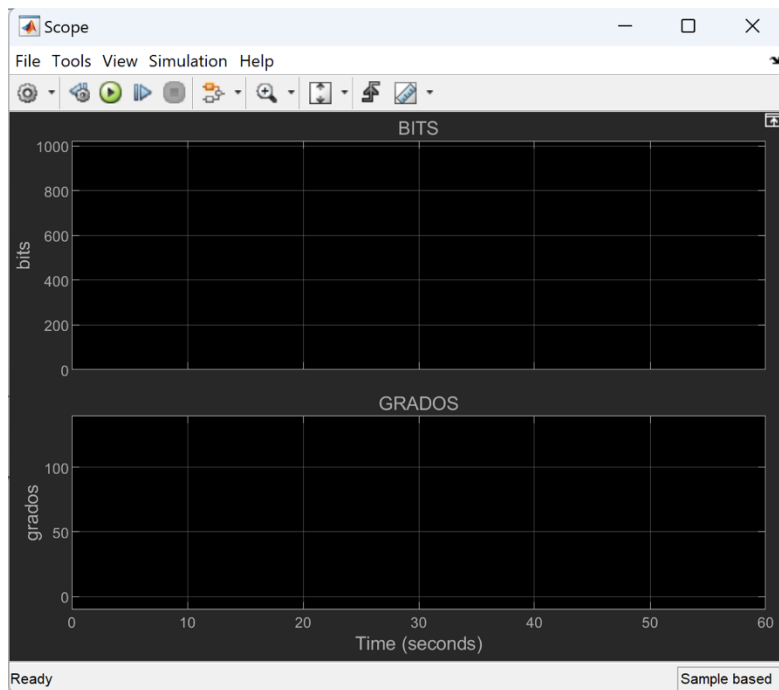 Scope
File Tools View Simulation Help
BITS
1000
800
600
400
200
0
bits
GRADOS
100
50
0
grados
0 10 20 30 40 50 60
Time (seconds)
Ready Sample based